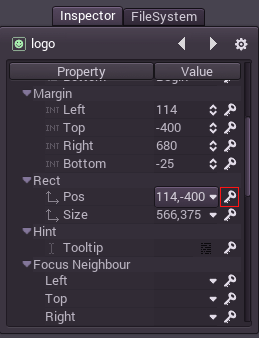 Inspector FileSystem
logo
Property Value
Margin
INT Left 114
INT Top -400
INT Right 680
INT Bottom -25
Rect
Pos 114,-400
Size 566,375
Hint
Tooltip
Focus Neighbour
Left
Top
Right